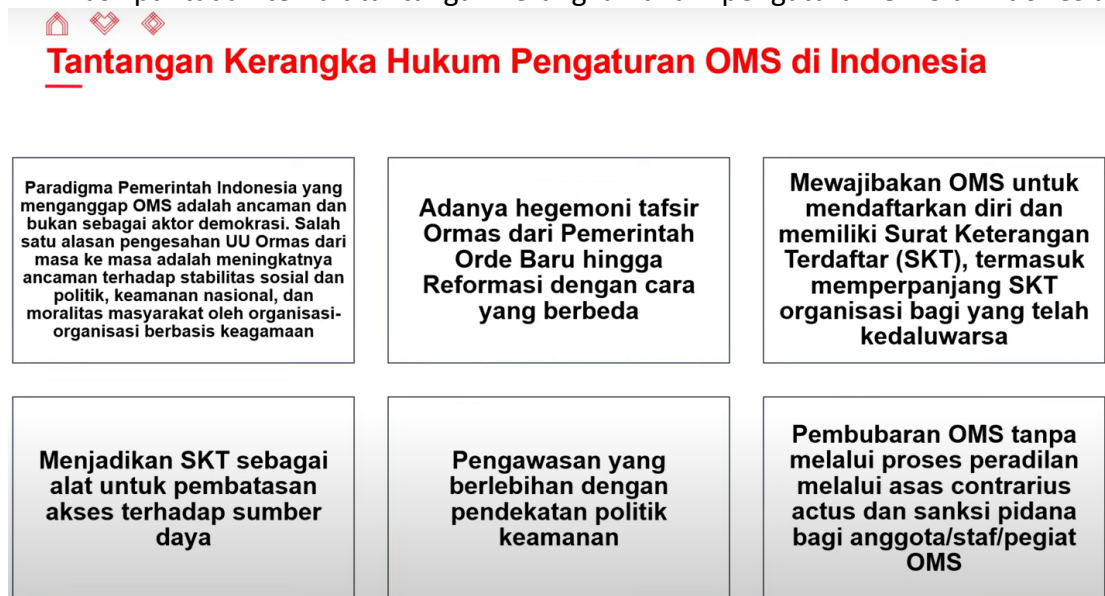 Tantangan Kerangka Hukum Pengaturan OMS di Indonesia
Paradigma Pemerintah Indonesia yang
menganggap OMS adalah ancaman dan
bukan sebagai aktor demokrasi. Salah
satu alasan pengesahan UU Ormas dari
masa ke masa adalah meningkatnya
ancaman terhadap stabilitas sosial dan
politik, keamanan nasional, dan
moralitas masyarakat oleh organisasi-
organisasi berbasis keagamaan
Adanya hegemoni tafsir
Ormas dari Pemerintah
Orde Baru hingga
Reformasi dengan cara
yang berbeda
Mewajibakan OMS untuk
mendaftarkan diri dan
memiliki Surat Keterangan
Terdaftar (SKT), termasuk
memperpanjang SKT
organisasi bagi yang telah
kedaluwarsa
Menjadikan SKT sebagai
alat untuk pembatasan
akses terhadap sumber
daya
Pengawasan yang
berlebihan dengan
pendekatan politik
keamanan
Pembubaran OMS tanpa
melalui proses peradilan
melalui asas contrarius
actus dan sanksi pidana
bagi anggota/staf/pegiat
OMS